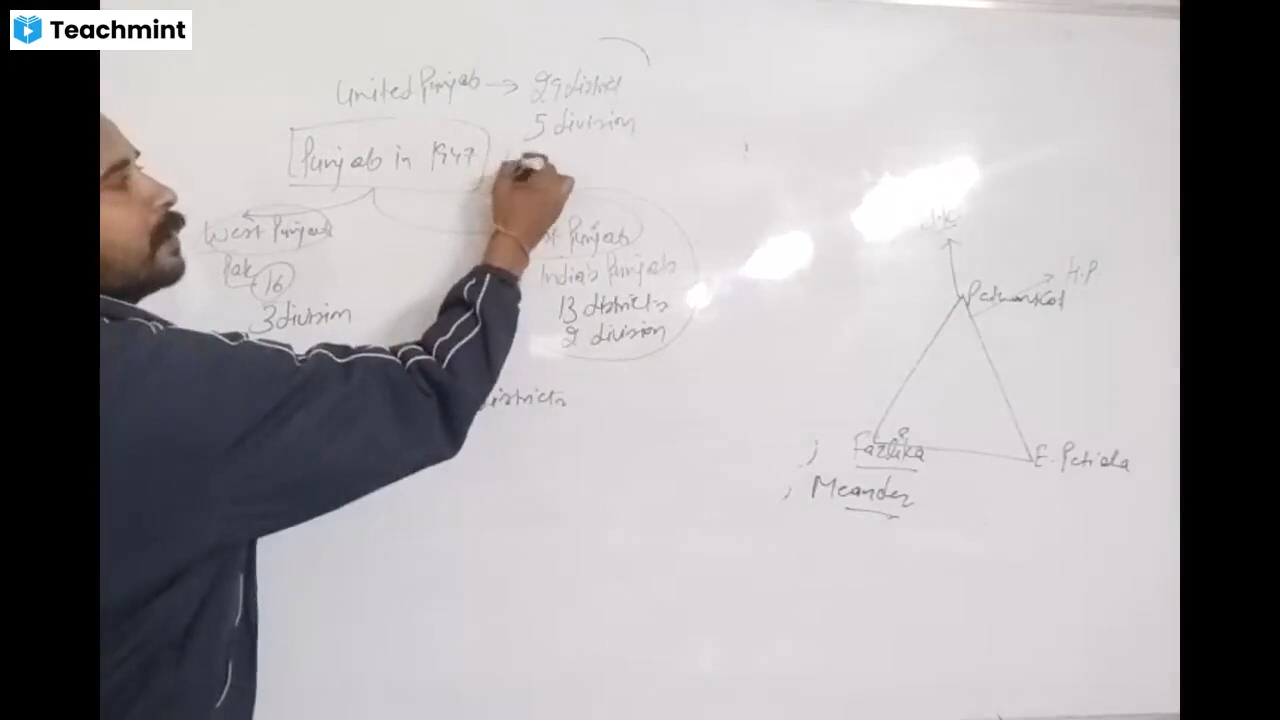 Teachmint
United Punjab → 29 district
5 division
Punjab in 1947
West Punjab
Pak
16
3 division
Punjab
India's Punjab
13 districts
2 division
districts
J.K
H.P
Pathankot
; Fazilka
E. Patiala
, Meander